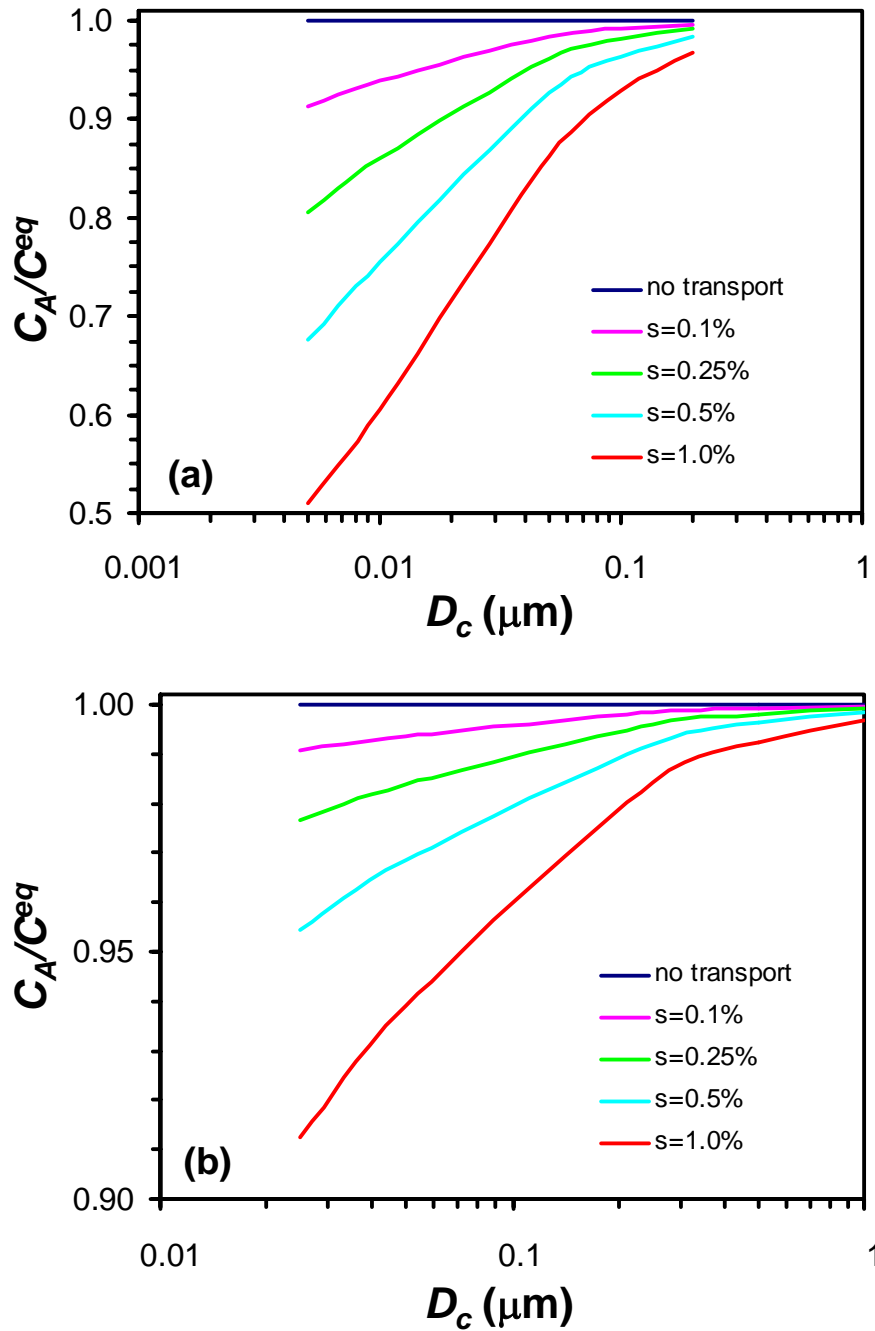 1.0
0.9
0.8
0.7
0.6
0.5
C_A/C^eq
no transport
s=0.1%
s=0.25%
s=0.5%
s=1.0%
(a)
0.001 0.01 0.1 1
D_c (μm)
1.00
0.95
0.90
C_A/C^eq
no transport
s=0.1%
s=0.25%
s=0.5%
s=1.0%
(b)
0.01 0.1 1
D_c (μm)